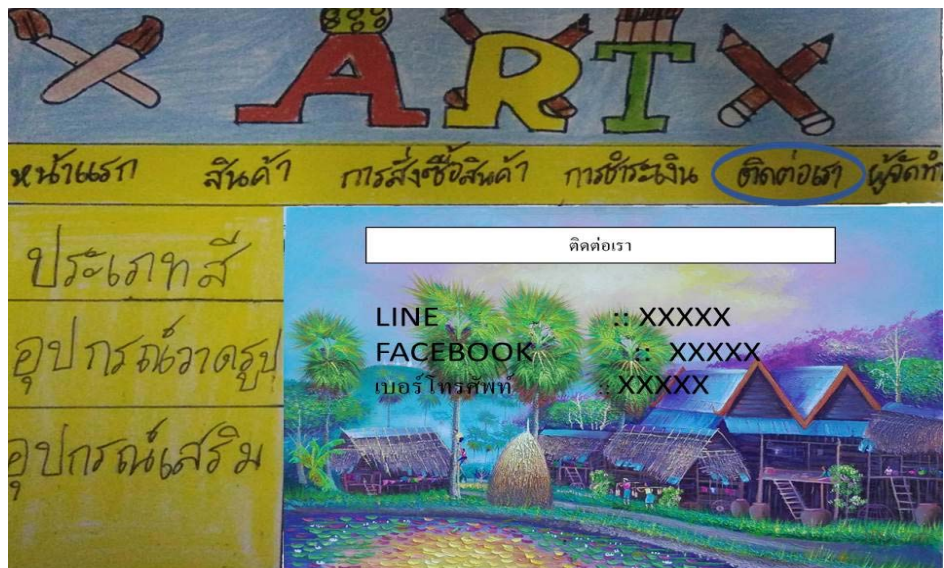 ART
หน้าแรก สินค้า การสั่งซื้อสินค้า การชำระเงิน ติดต่อเรา ผู้จัดทำ
ประเภทสี
อุปกรณ์วาดรูป
อุปกรณ์เสริม
ติดต่อเรา
LINE :: XXXXX
FACEBOOK :: XXXXX
เบอร์โทรศัพท์ :: XXXXX